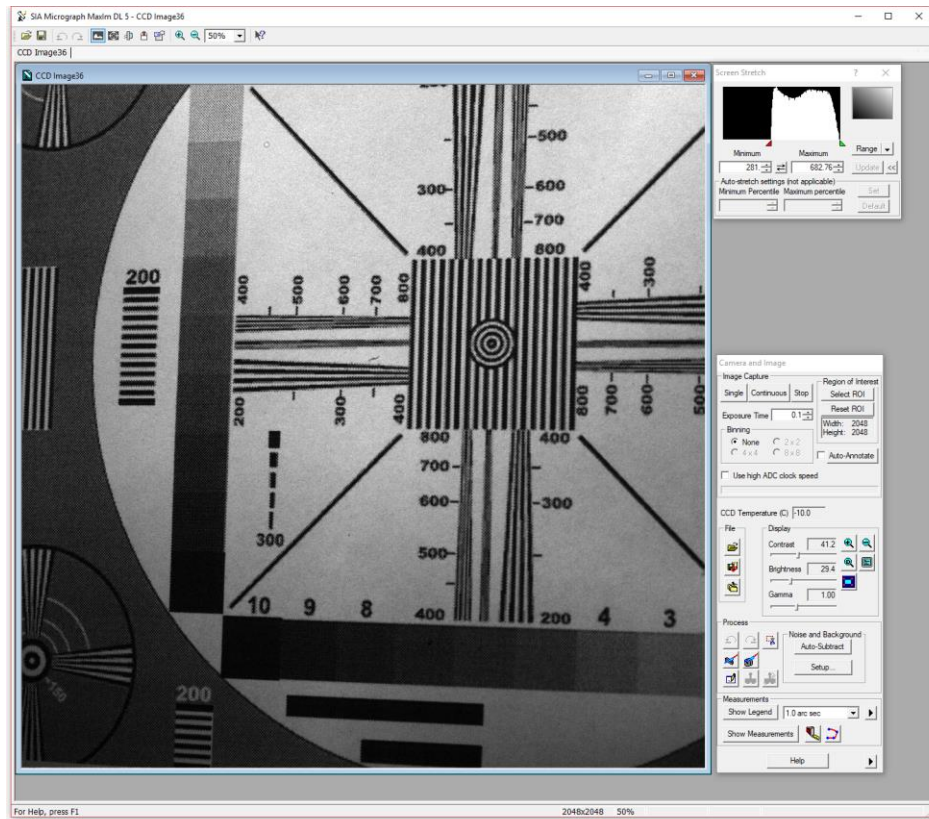 SIA Micrograph MaxIm DL 5 - CCD Image36
50%
CCD Image36
CCD Image36
500
600
700
300
400
800
200
400
500
600
700
800
400
300
200
300
400
800
700
600
500
300
800
700
600
500
400
300
200
400
10
9
8
4
3
150
200
Screen Stretch
?
Minimum
Maximum
Range
281.
682.76
Update
<<
Auto-stretch settings (not applicable)
Minimum Percentile
Maximum percentile
Set
Default
Camera and Image
Image Capture
Single
Continuous
Stop
Exposure Time
0.1
Region of Interest
Select ROI
Reset ROI
Width: 2048
Height: 2048
Binning
None
2 x 2
4 x 4
8 x 8
Auto-Annotate
Use high ADC clock speed
CCD Temperature (C)
-10.0
File
Display
Contrast
41.2
Brightness
29.4
Gamma
1.00
Process
Noise and Background
Auto-Subtract
Setup...
Measurements
Show Legend
1.0 arc sec
Show Measurements
Help
For Help, press F1
2048x2048
50%